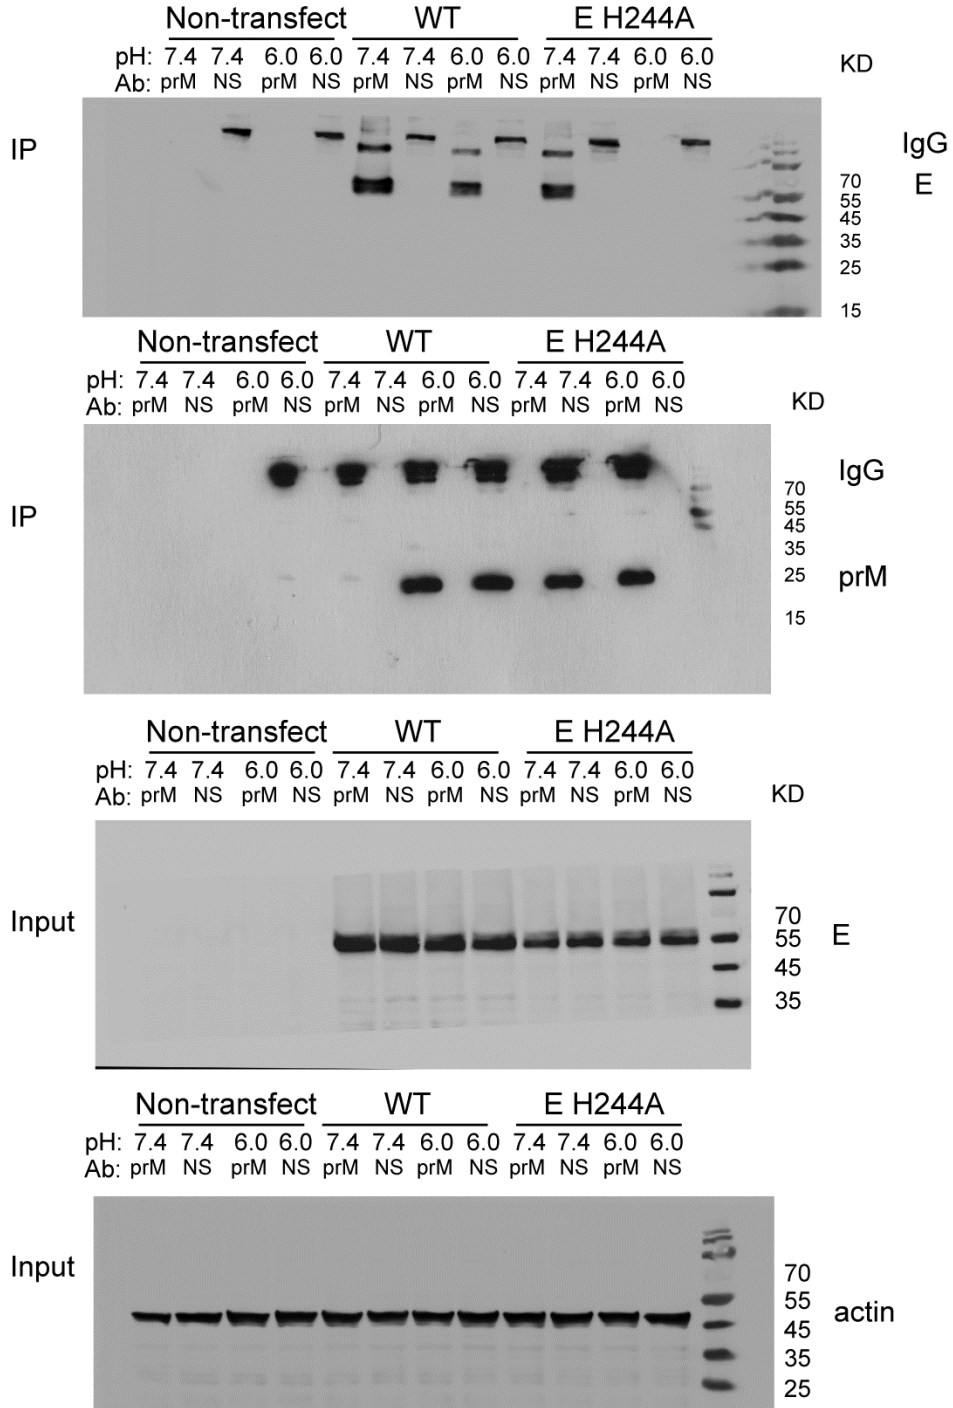 Non-transfect WT E H244A
pH: 7.4 7.4 6.0 6.0 7.4 7.4 6.0 6.0 7.4 7.4 6.0 6.0 KD
Ab: prM NS prM NS prM NS prM NS prM NS prM NS
IP IgG
70 E
55
45
35
25
15
Non-transfect WT E H244A
pH: 7.4 7.4 6.0 6.0 7.4 7.4 6.0 6.0 7.4 7.4 6.0 6.0
Ab: prM NS prM NS prM NS prM NS prM NS prM NS KD
IgG
70
55
IP 45
35
25 prM
15
Non-transfect WT E H244A
pH: 7.4 7.4 6.0 6.0 7.4 7.4 6.0 6.0 7.4 7.4 6.0 6.0
Ab: prM NS prM NS prM NS prM NS prM NS prM NS KD
Input 70
55 E
45
35
Non-transfect WT E H244A
pH: 7.4 7.4 6.0 6.0 7.4 7.4 6.0 6.0 7.4 7.4 6.0 6.0
Ab: prM NS prM NS prM NS prM NS prM NS prM NS
Input 70
55 actin
45
35
25